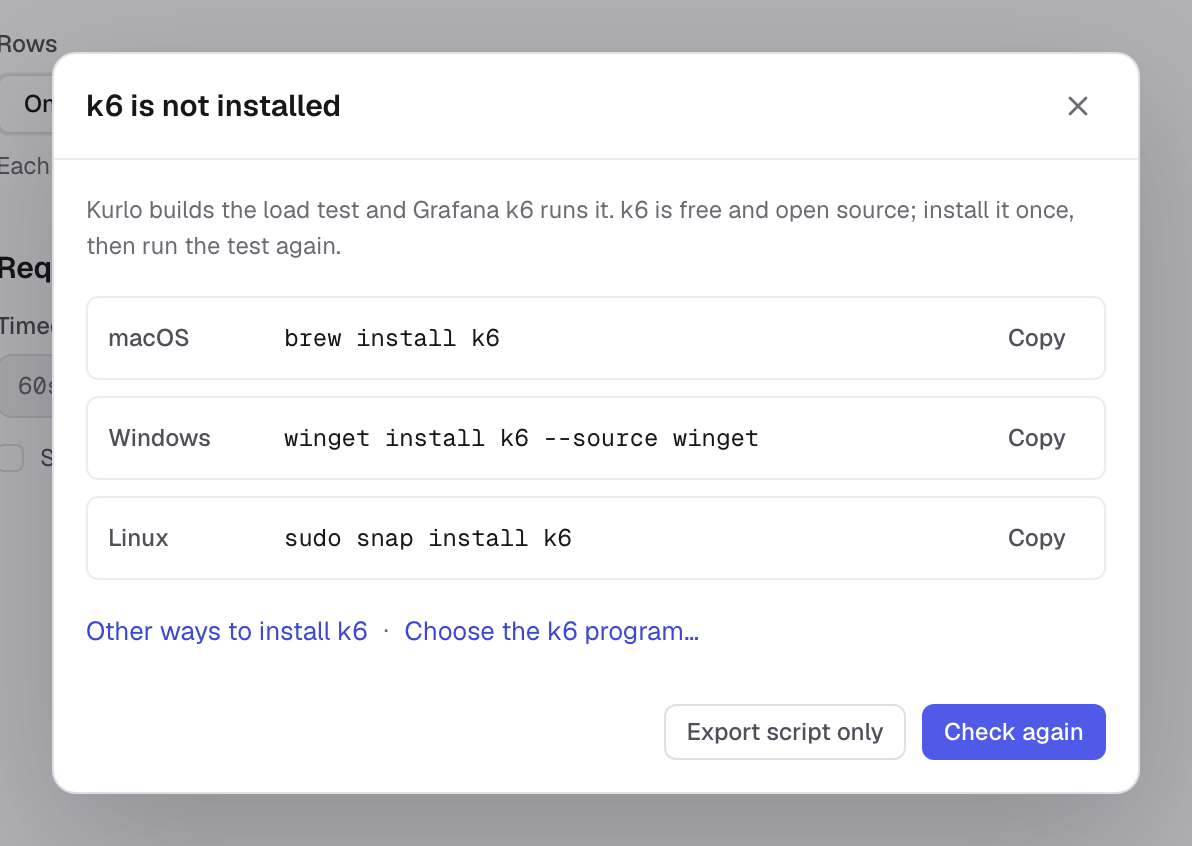 Rows
k6 is not installed
Each
Kurlo builds the load test and Grafana k6 runs it. k6 is free and open source; install it once,
then run the test again.
macOS brew install k6 Copy
60s
Windows winget install k6 --source winget Copy
Linux sudo snap install k6 Copy
Other ways to install k6 · Choose the k6 program…
Export script only Check again